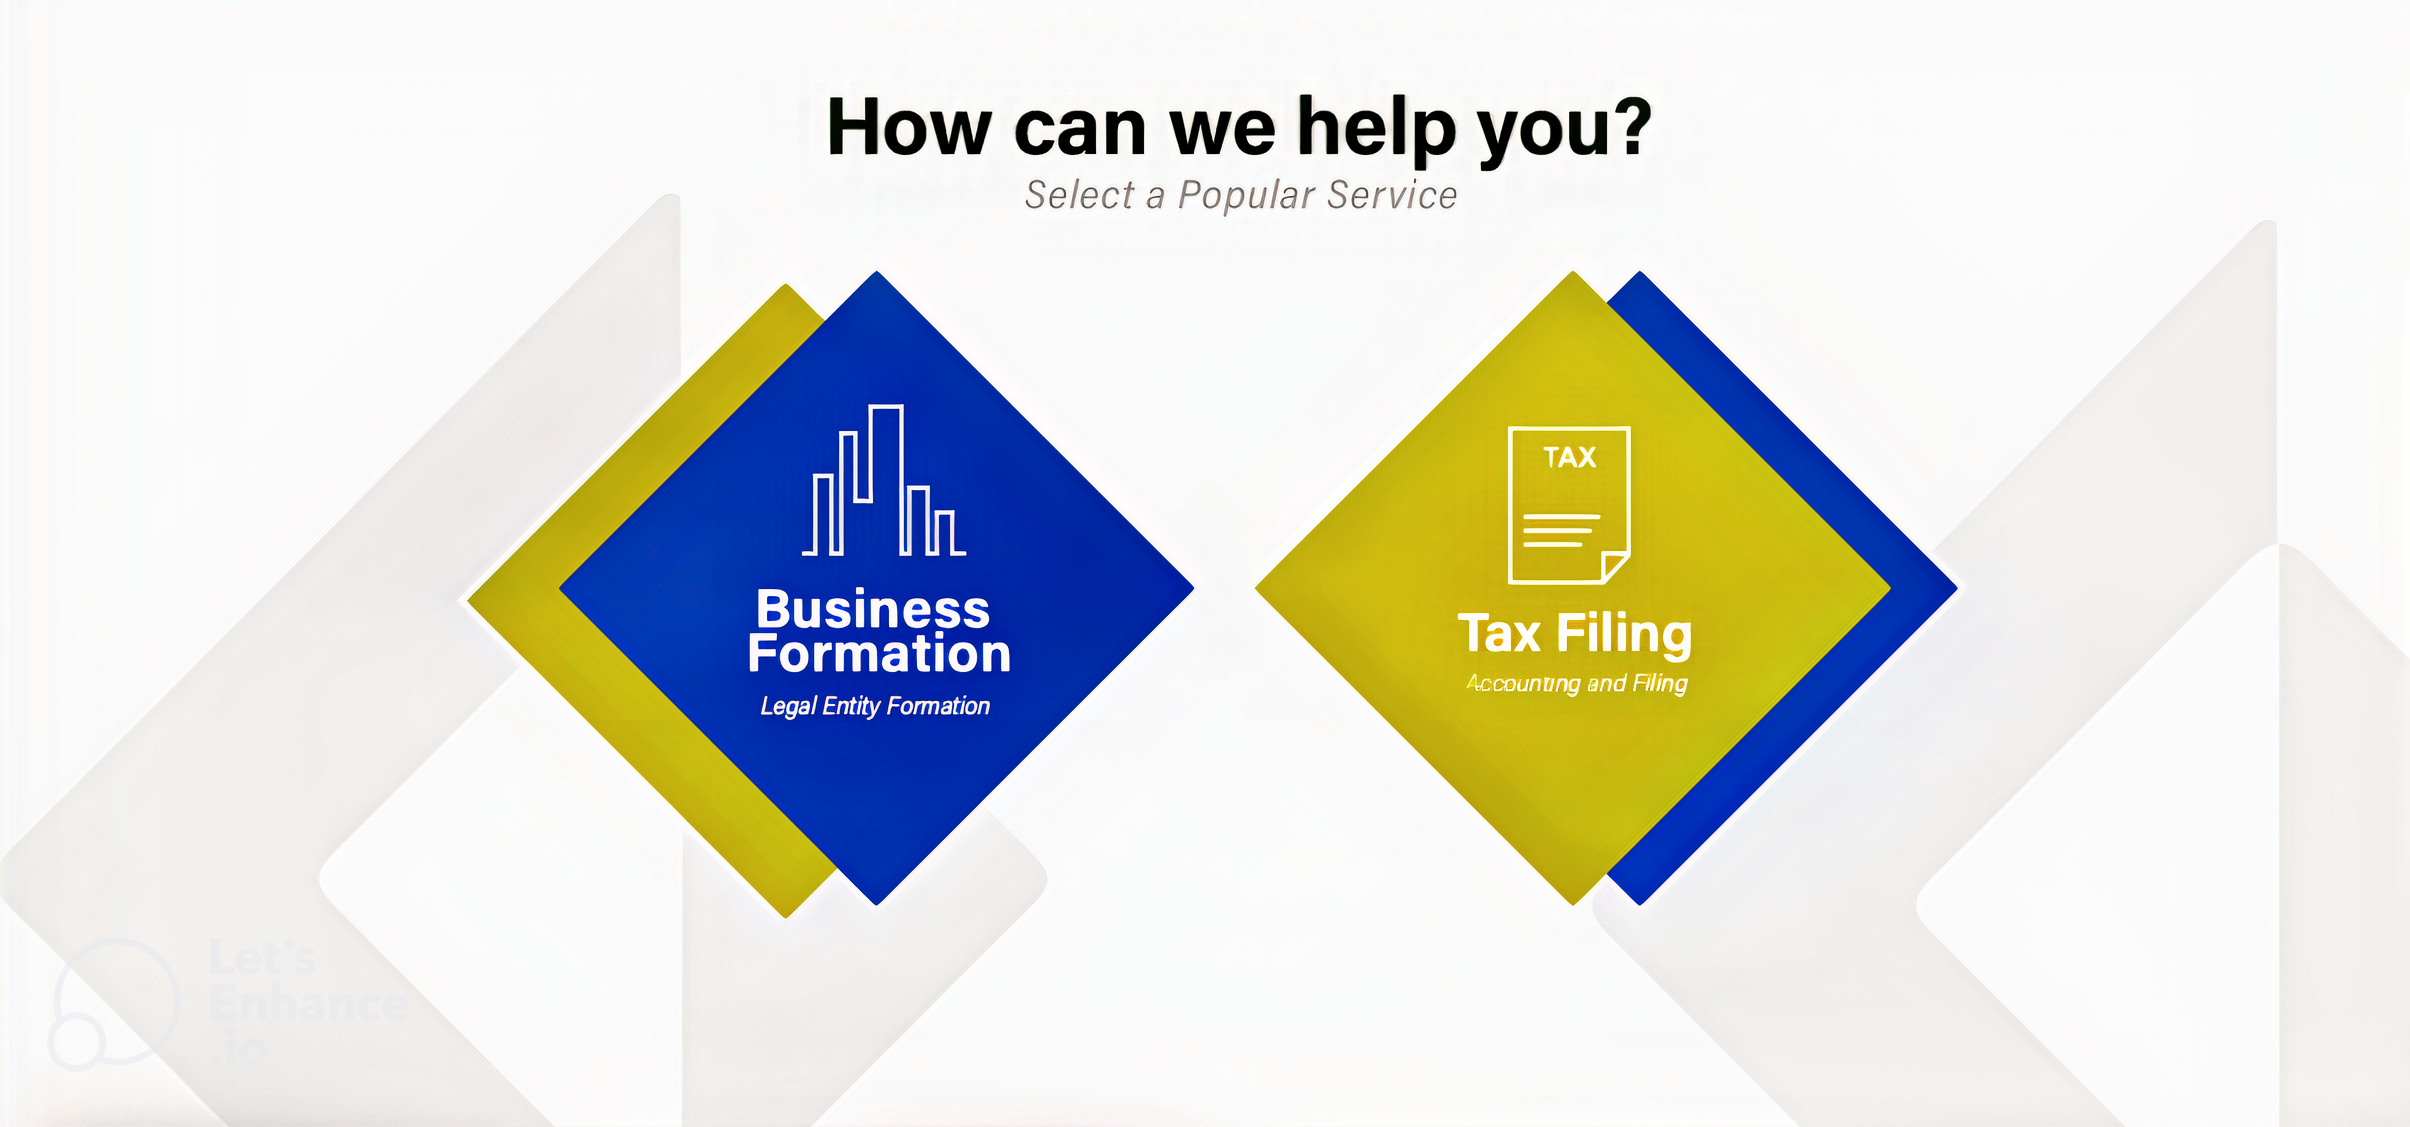 How can we help you?
Select a Popular Service
Business
Formation
Legal Entity Formation
TAX
Tax Filing
Accounting and Filing
Let's
Enhance
.io